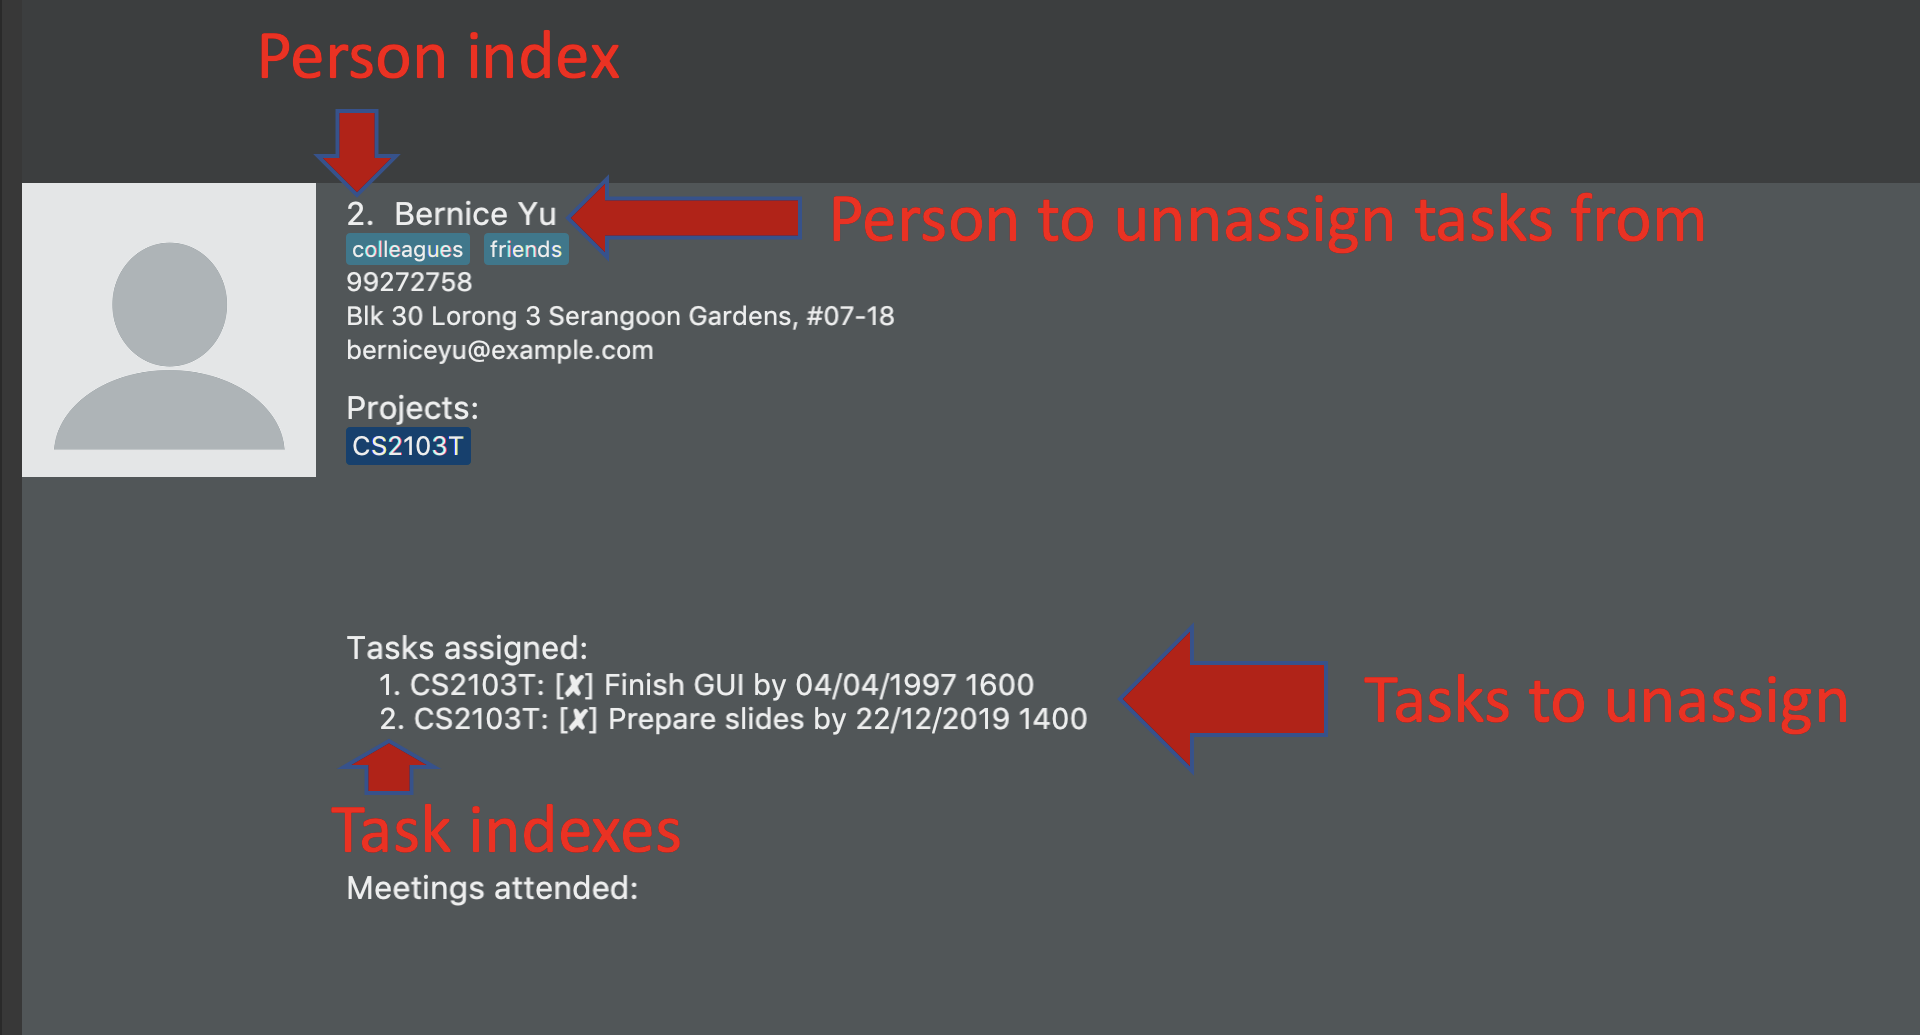 Person index
2. Bernice Yu
Person to unnassign tasks from
colleagues friends
99272758
Blk 30 Lorong 3 Serangoon Gardens, #07-18
berniceyu@example.com
Projects:
CS2103T
Tasks assigned:
1. CS2103T: [✘] Finish GUI by 04/04/1997 1600
2. CS2103T: [✘] Prepare slides by 22/12/2019 1400
Tasks to unassign
Task indexes
Meetings attended: